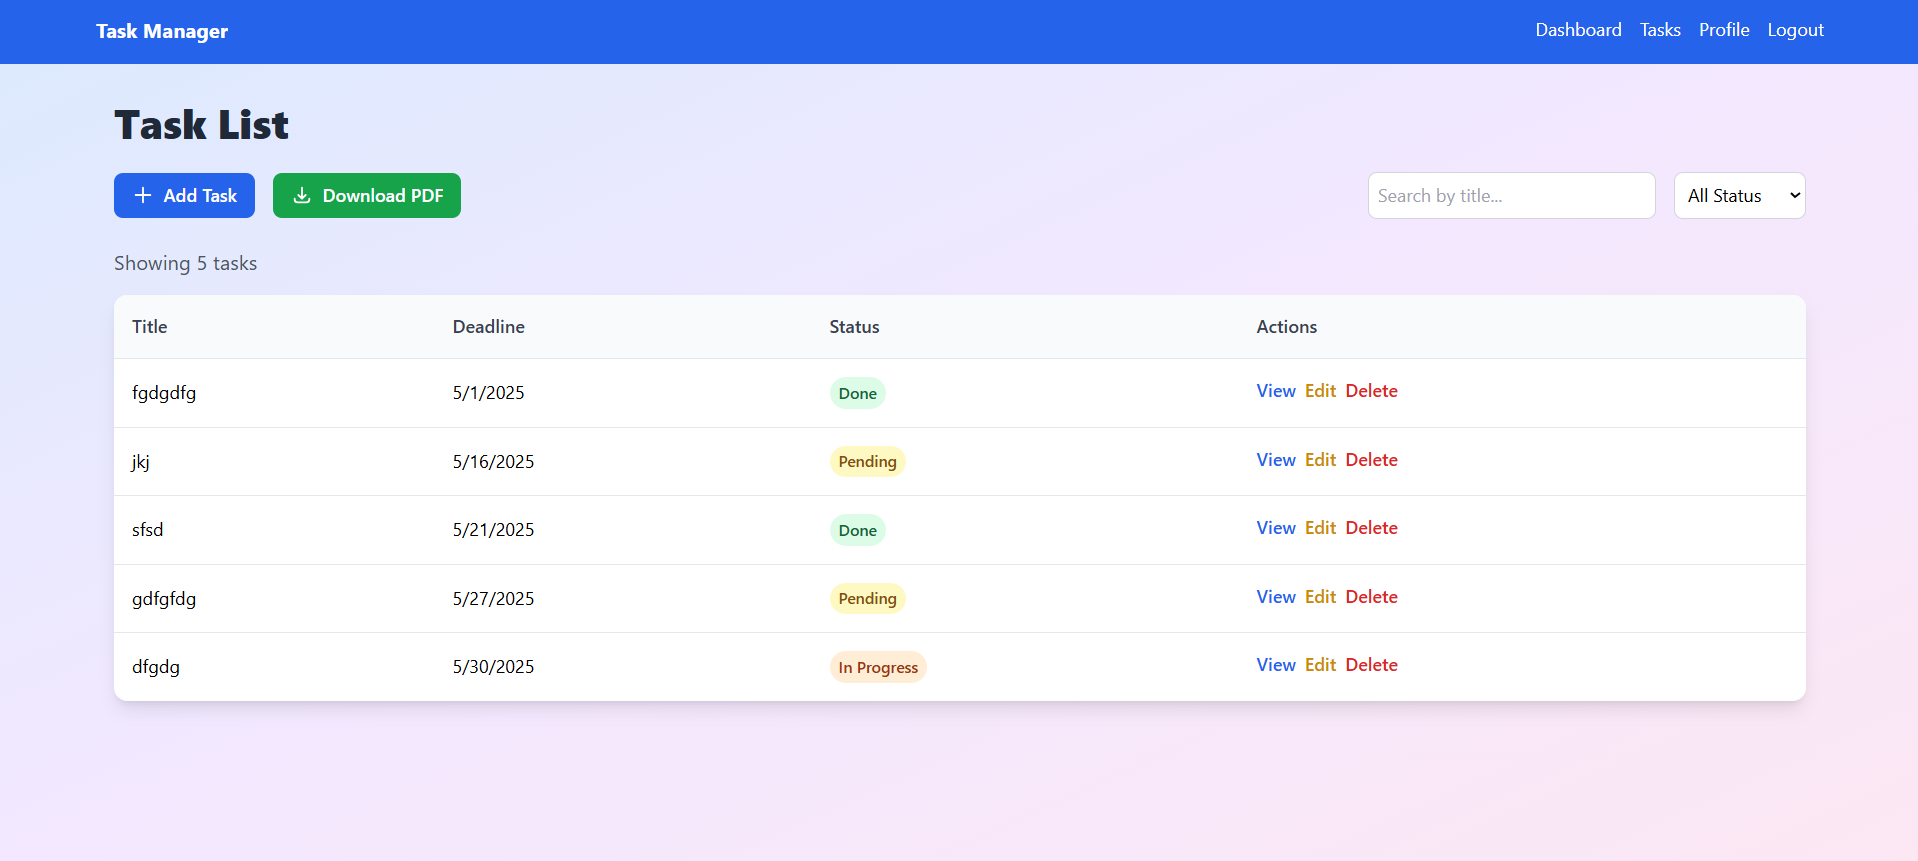 Task Manager Dashboard Tasks Profile Logout
Task List
Add Task Download PDF Search by title... All Status
Showing 5 tasks
Title Deadline Status Actions
fgdgdfg 5/1/2025 Done View Edit Delete
jkj 5/16/2025 Pending View Edit Delete
sfsd 5/21/2025 Done View Edit Delete
gdfgfdg 5/27/2025 Pending View Edit Delete
dfgdg 5/30/2025 In Progress View Edit Delete